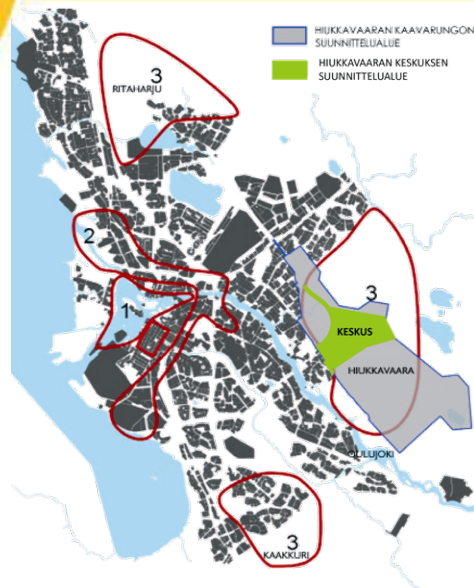 HIUKKAVAARAN KAAVARUNGON
SUUNNITTELUALUE
HIUKKAVAARAN KESKUKSEN
SUUNNITTELUALUE
3
RITAHARJU
2
1
3
KESKUS
HIUKKAVAARA
OULUJOKI
3
KAAKKURI